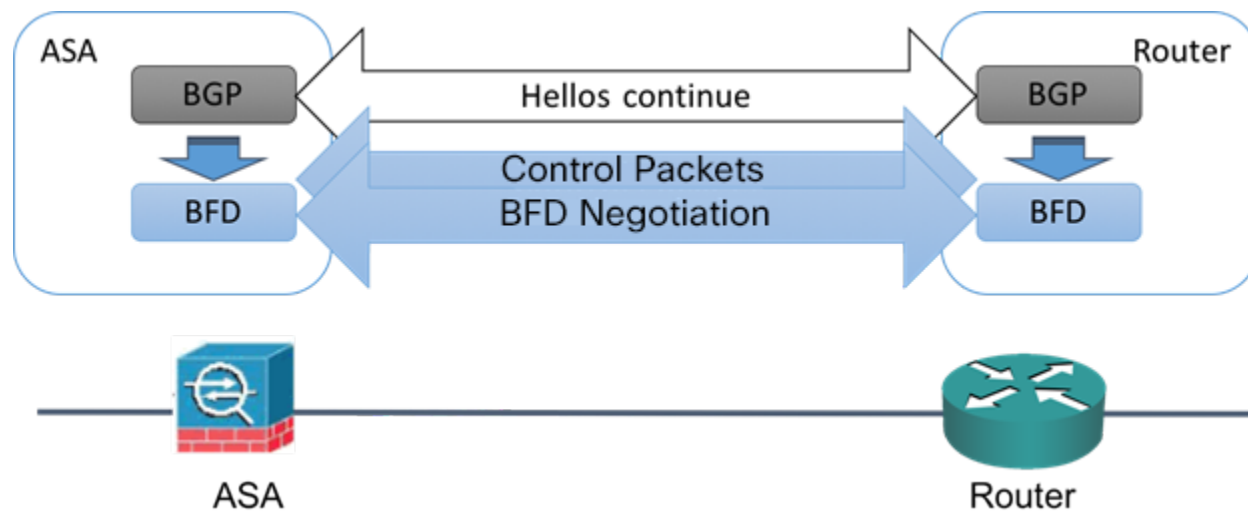 ASA
Router
BGP
Hellos continue
BGP
Control Packets
BFD
BFD Negotiation
BFD
ASA
Router